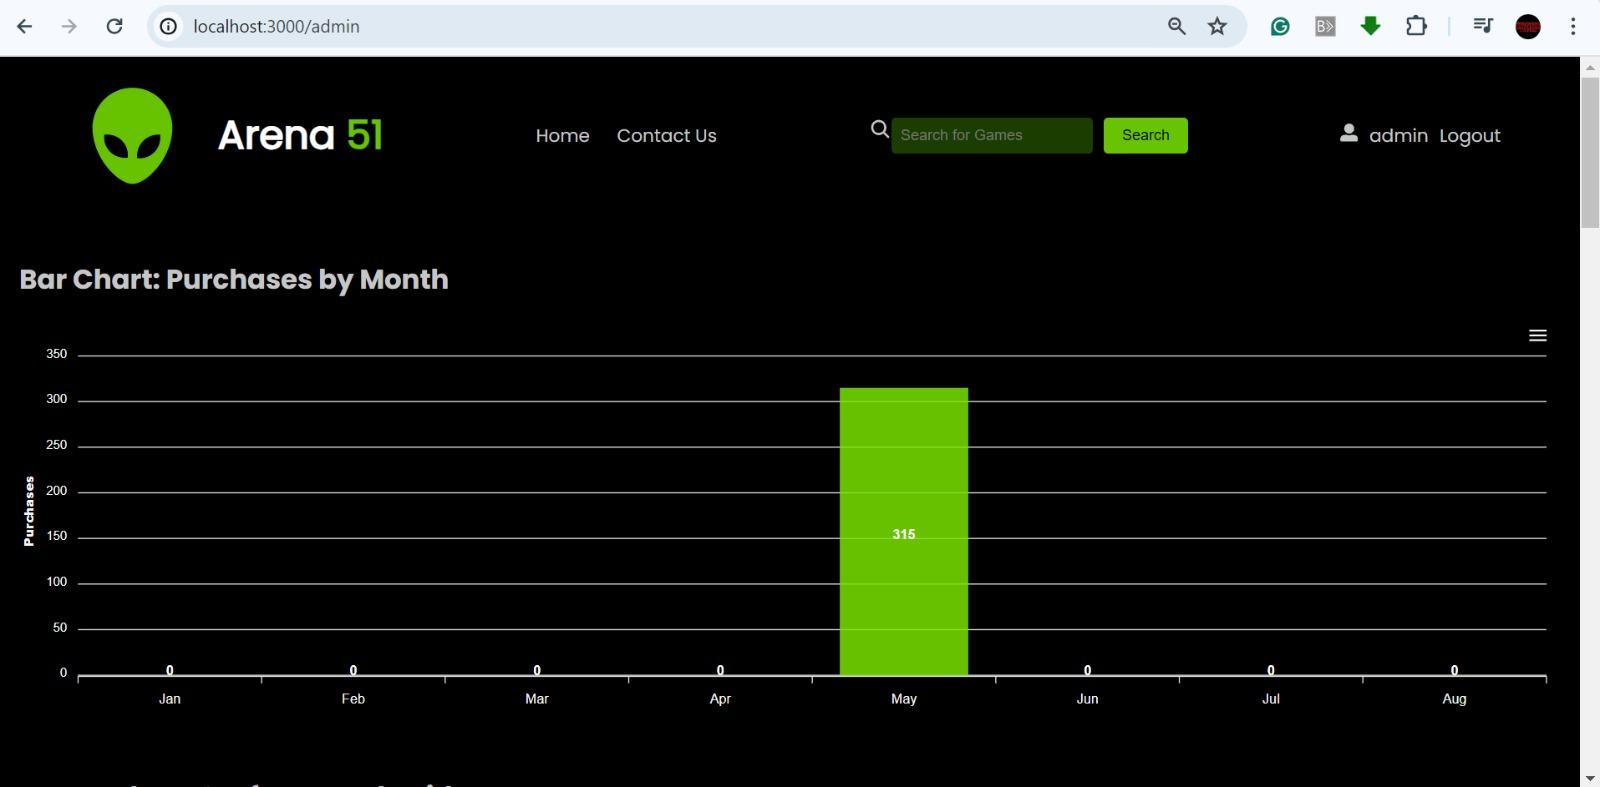 localhost:3000/admin
Arena 51
Home Contact Us
Search for Games
Search
admin Logout
Bar Chart: Purchases by Month
350
300
250
200
150
100
50
0
Purchases
0 0 0 0 315 0 0 0
Jan Feb Mar Apr May Jun Jul Aug